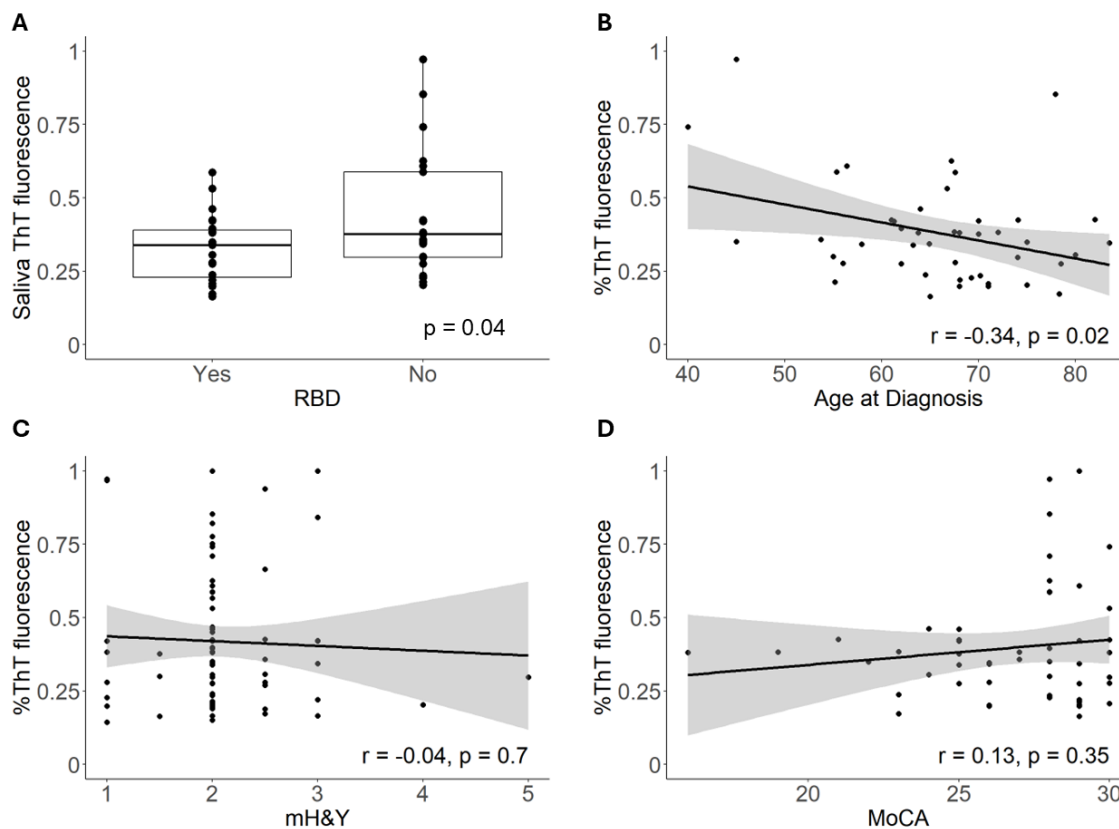 A
Saliva ThT fluorescence
1
0.75
0.5
0.25
0
p = 0.04
Yes
No
RBD
B
%ThT fluorescence
1
0.75
0.5
0.25
0
r = -0.34, p = 0.02
40
50
60
70
80
Age at Diagnosis
C
%ThT fluorescence
1
0.75
0.5
0.25
0
r = -0.04, p = 0.7
1
2
3
4
5
mH&Y
D
%ThT fluorescence
1
0.75
0.5
0.25
0
r = 0.13, p = 0.35
20
25
30
MoCA